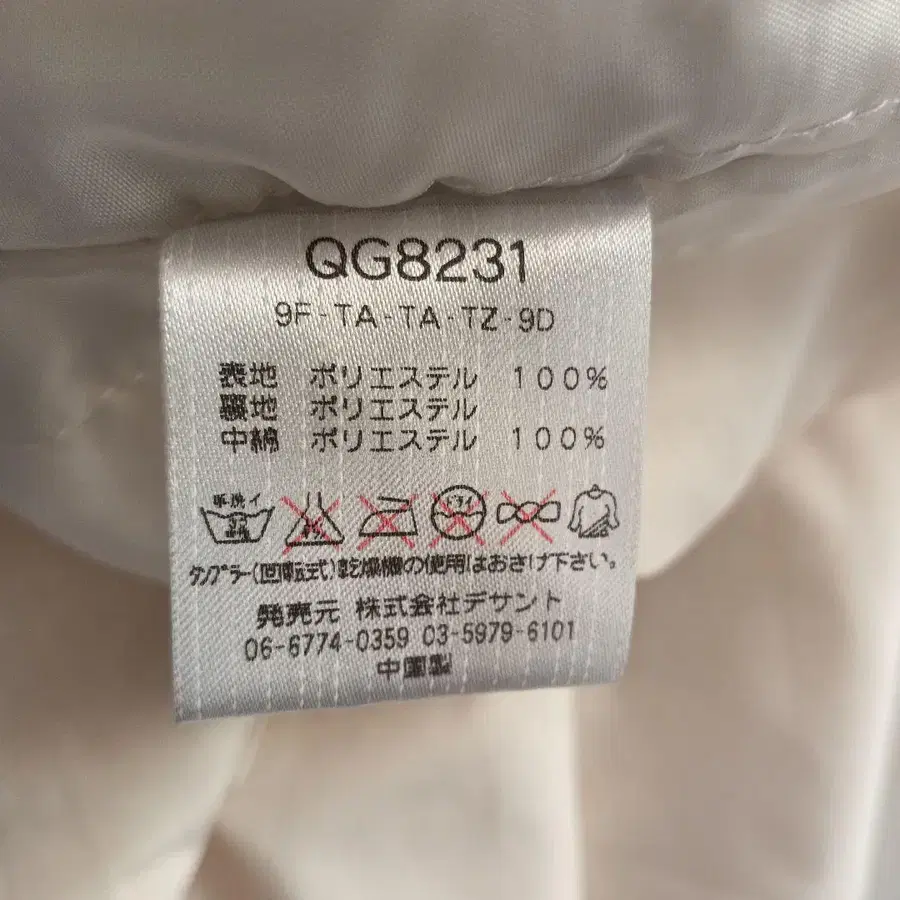 QG8231
9F-TA-TA-TZ-9D
表地 ポリエステル 100%
裏地 ポリエステル
中綿 ポリエステル 100%
手洗イ
タンブラー(回転式)乾燥機の使用はおさけ下さい。
発売元 株式会社デサント
06-6774-0359 03-5979-6101
中国製